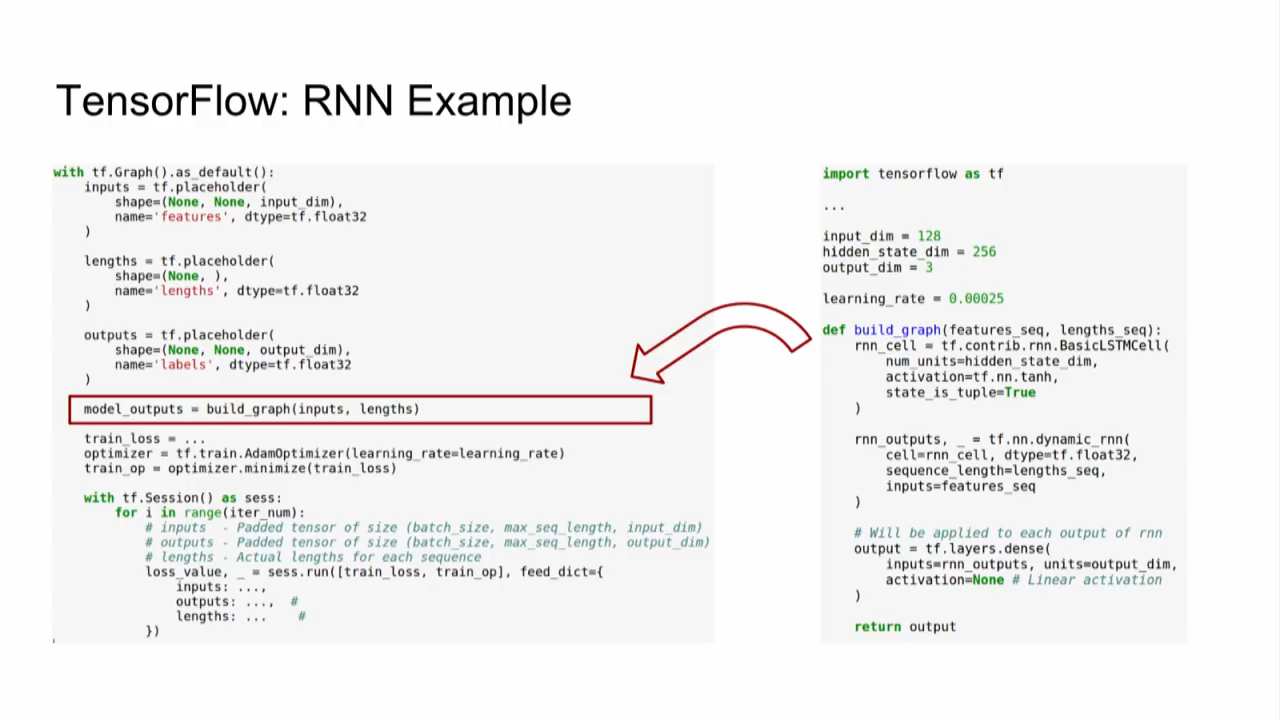 TensorFlow: RNN Example
with tf.Graph().as_default():
    inputs = tf.placeholder(
        shape=(None, None, input_dim),
        name='features', dtype=tf.float32
    )
    lengths = tf.placeholder(
        shape=(None, ),
        name='lengths', dtype=tf.float32
    )
    outputs = tf.placeholder(
        shape=(None, None, output_dim),
        name='labels', dtype=tf.float32
    )
    model_outputs = build_graph(inputs, lengths)
    train_loss = ...
    optimizer = tf.train.AdamOptimizer(learning_rate=learning_rate)
    train_op = optimizer.minimize(train_loss)
    with tf.Session() as sess:
        for i in range(iter_num):
            # inputs  - Padded tensor of size (batch_size, max_seq_length, input_dim)
            # outputs - Padded tensor of size (batch_size, max_seq_length, output_dim)
            # lengths - Actual lengths for each sequence
            loss_value, _ = sess.run([train_loss, train_op], feed_dict={
                inputs: ...,
                outputs: ...,  #
                lengths: ...    #
            })
import tensorflow as tf
...
input_dim = 128
hidden_state_dim = 256
output_dim = 3
learning_rate = 0.00025
def build_graph(features_seq, lengths_seq):
    rnn_cell = tf.contrib.rnn.BasicLSTMCell(
        num_units=hidden_state_dim,
        activation=tf.nn.tanh,
        state_is_tuple=True
    )
    rnn_outputs, _ = tf.nn.dynamic_rnn(
        cell=rnn_cell, dtype=tf.float32,
        sequence_length=lengths_seq,
        inputs=features_seq
    )
    # Will be applied to each output of rnn
    output = tf.layers.dense(
        inputs=rnn_outputs, units=output_dim,
        activation=None # Linear activation
    )
    return output